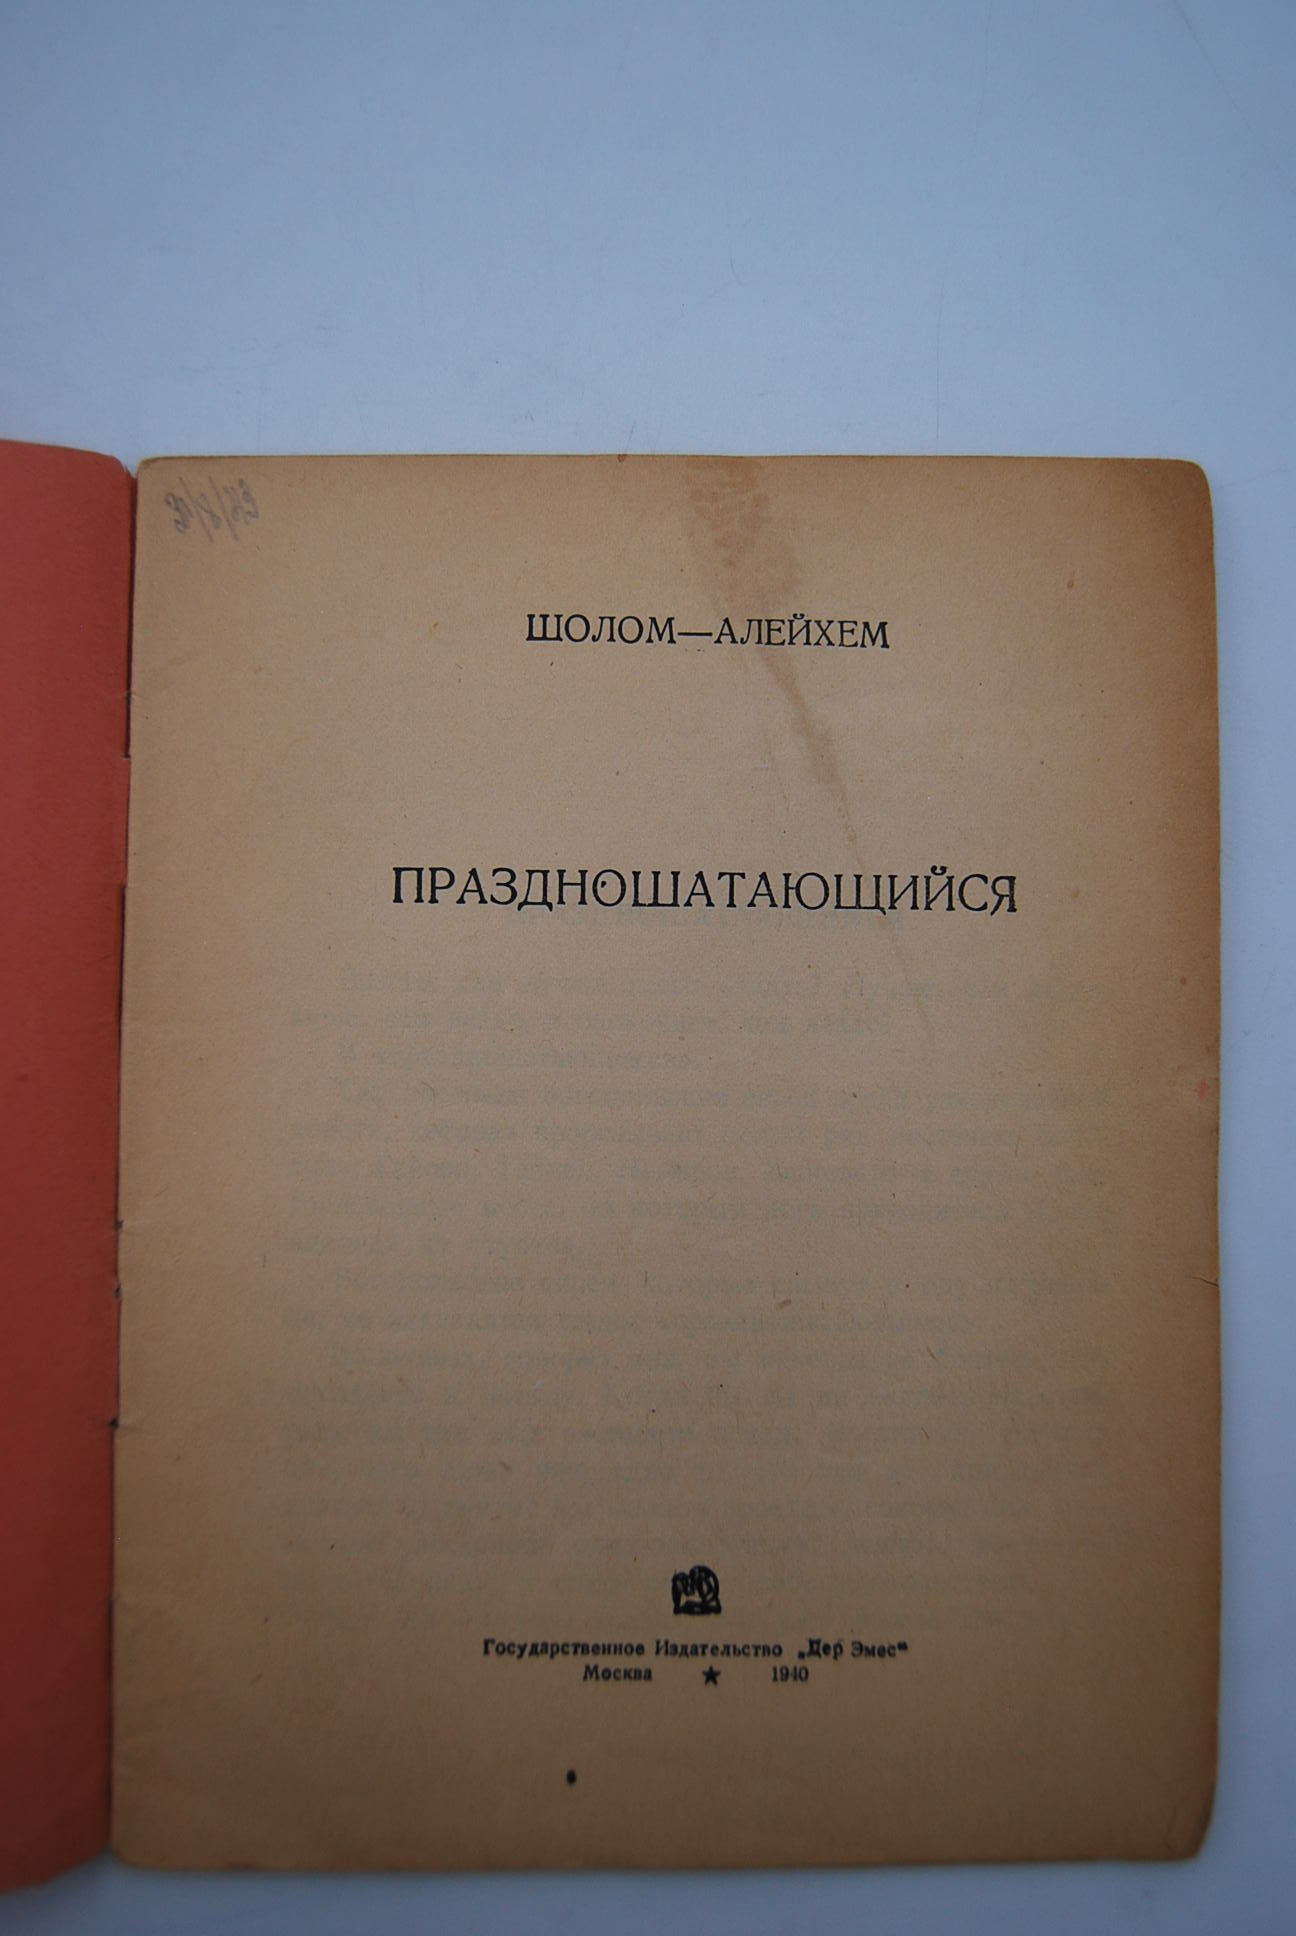 ШОЛОМ—АЛЕЙХЕМ
ПРАЗДНОШАТАЮЩИЙСЯ
Государственное Издательство „Дер Эмес“
Москва ★ 1940